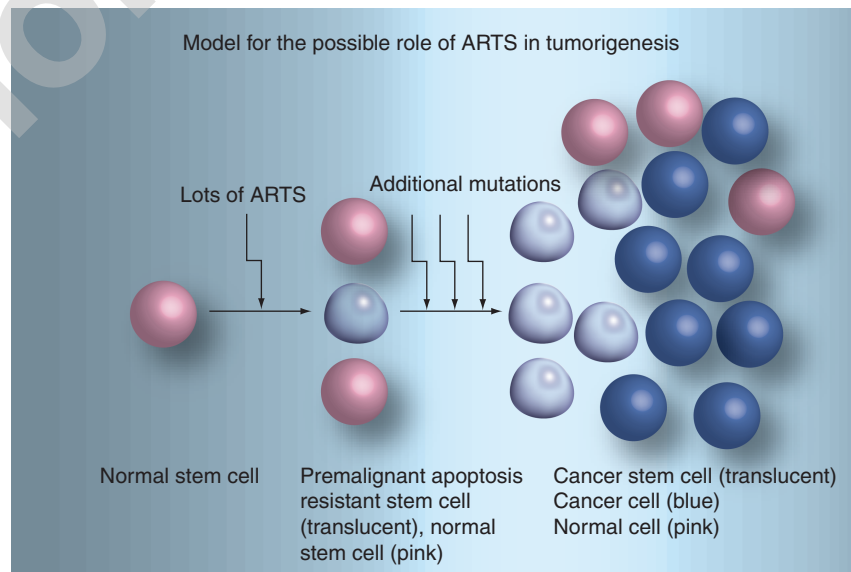 Model for the possible role of ARTS in tumorigenesis
Lots of ARTS
Additional mutations
Normal stem cell
Premalignant apoptosis
resistant stem cell
(translucent), normal
stem cell (pink)
Cancer stem cell (translucent)
Cancer cell (blue)
Normal cell (pink)